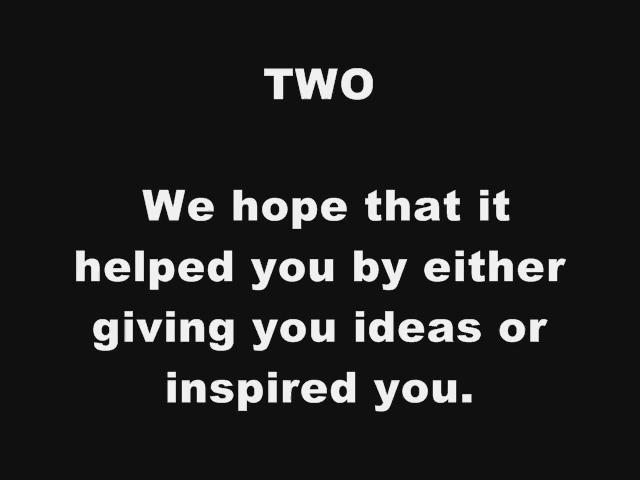 TWO
We hope that it
helped you by either
giving you ideas or
inspired you.